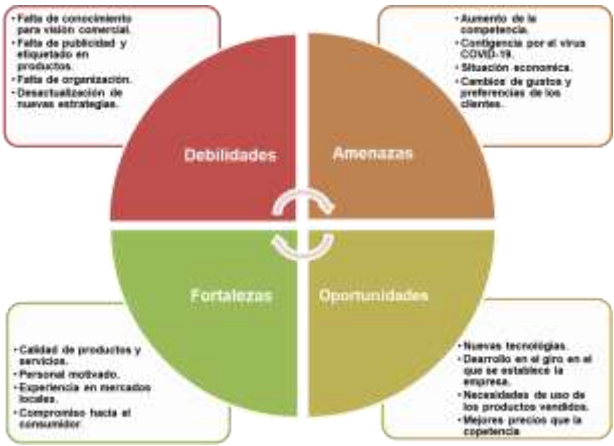 • Falta de conocimiento
para visión comercial.
• Falta de publicidad y
etiquetado en
productos.
• Falta de organización.
• Desactualización de
nuevas estrategias.
• Aumento de la
competencia.
• Contigencia por el virus
COVID-19.
• Situación economica.
• Cambios de gustos y
preferencias de los
clientes.
Debilidades
Amenazas
Fortalezas
Oportunidades
• Calidad de productos y
servicios.
• Personal motivado.
• Experiencia en mercados
locales.
• Compromiso hacia el
consumidor.
• Nuevas tecnologías.
• Dearrollo en el giro en el
que se establece la
empresa.
• Necesidades de uso de
los productos vendidos.
• Mejores precios que la
copetencia